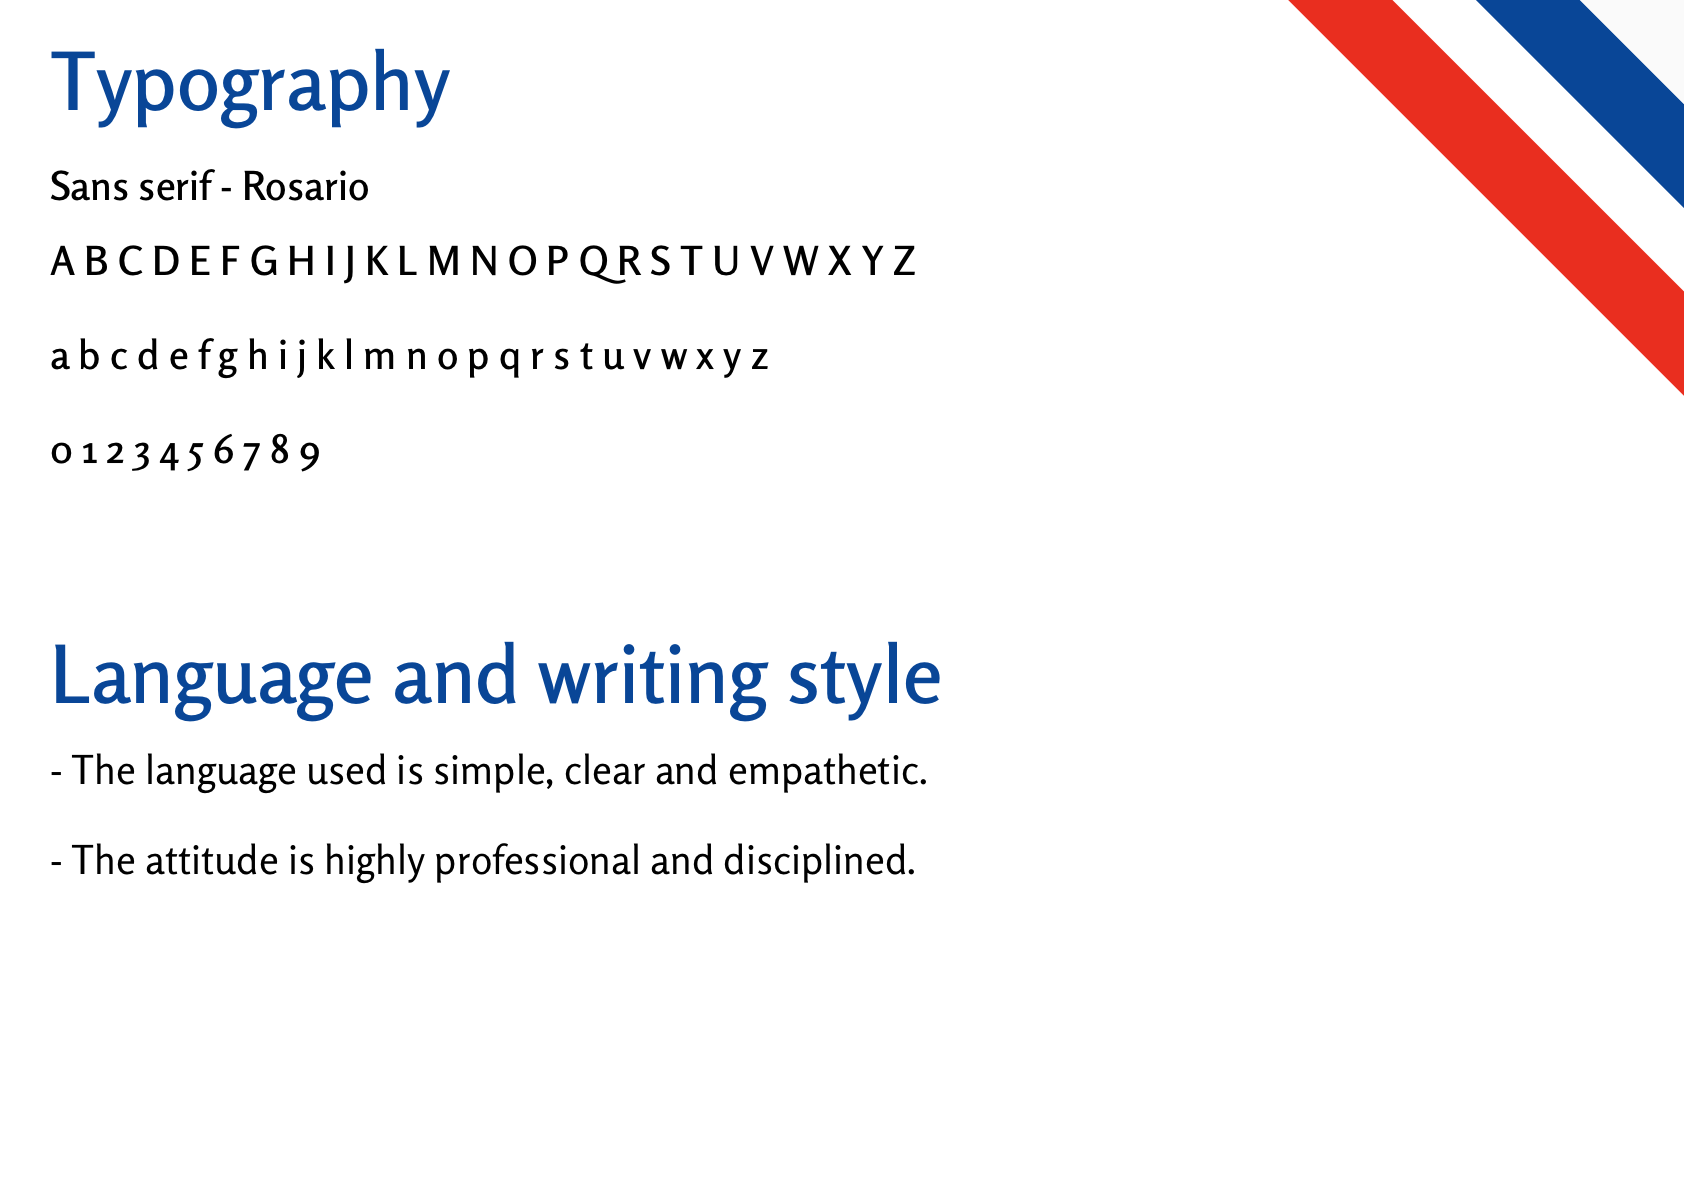 Typography
Sans serif - Rosario
A B C D E F G H I J K L M N O P Q R S T U V W X Y Z
a b c d e f g h i j k l m n o p q r s t u v w x y z
0 1 2 3 4 5 6 7 8 9
Language and writing style
- The language used is simple, clear and empathetic.
- The attitude is highly professional and disciplined.